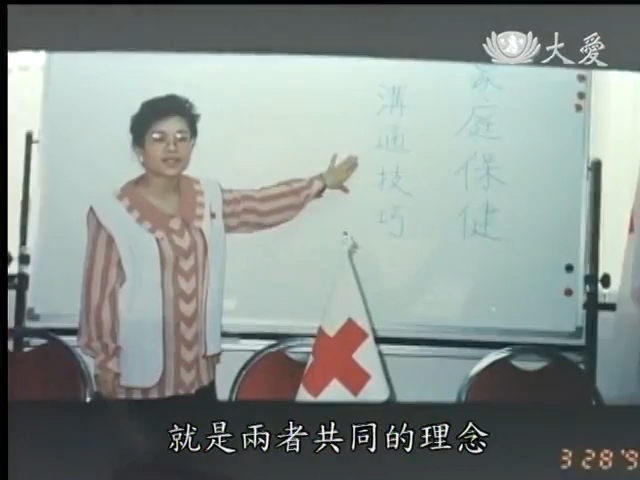 大愛
家庭保健
溝通技巧
就是兩者共同的理念
3 28 '9